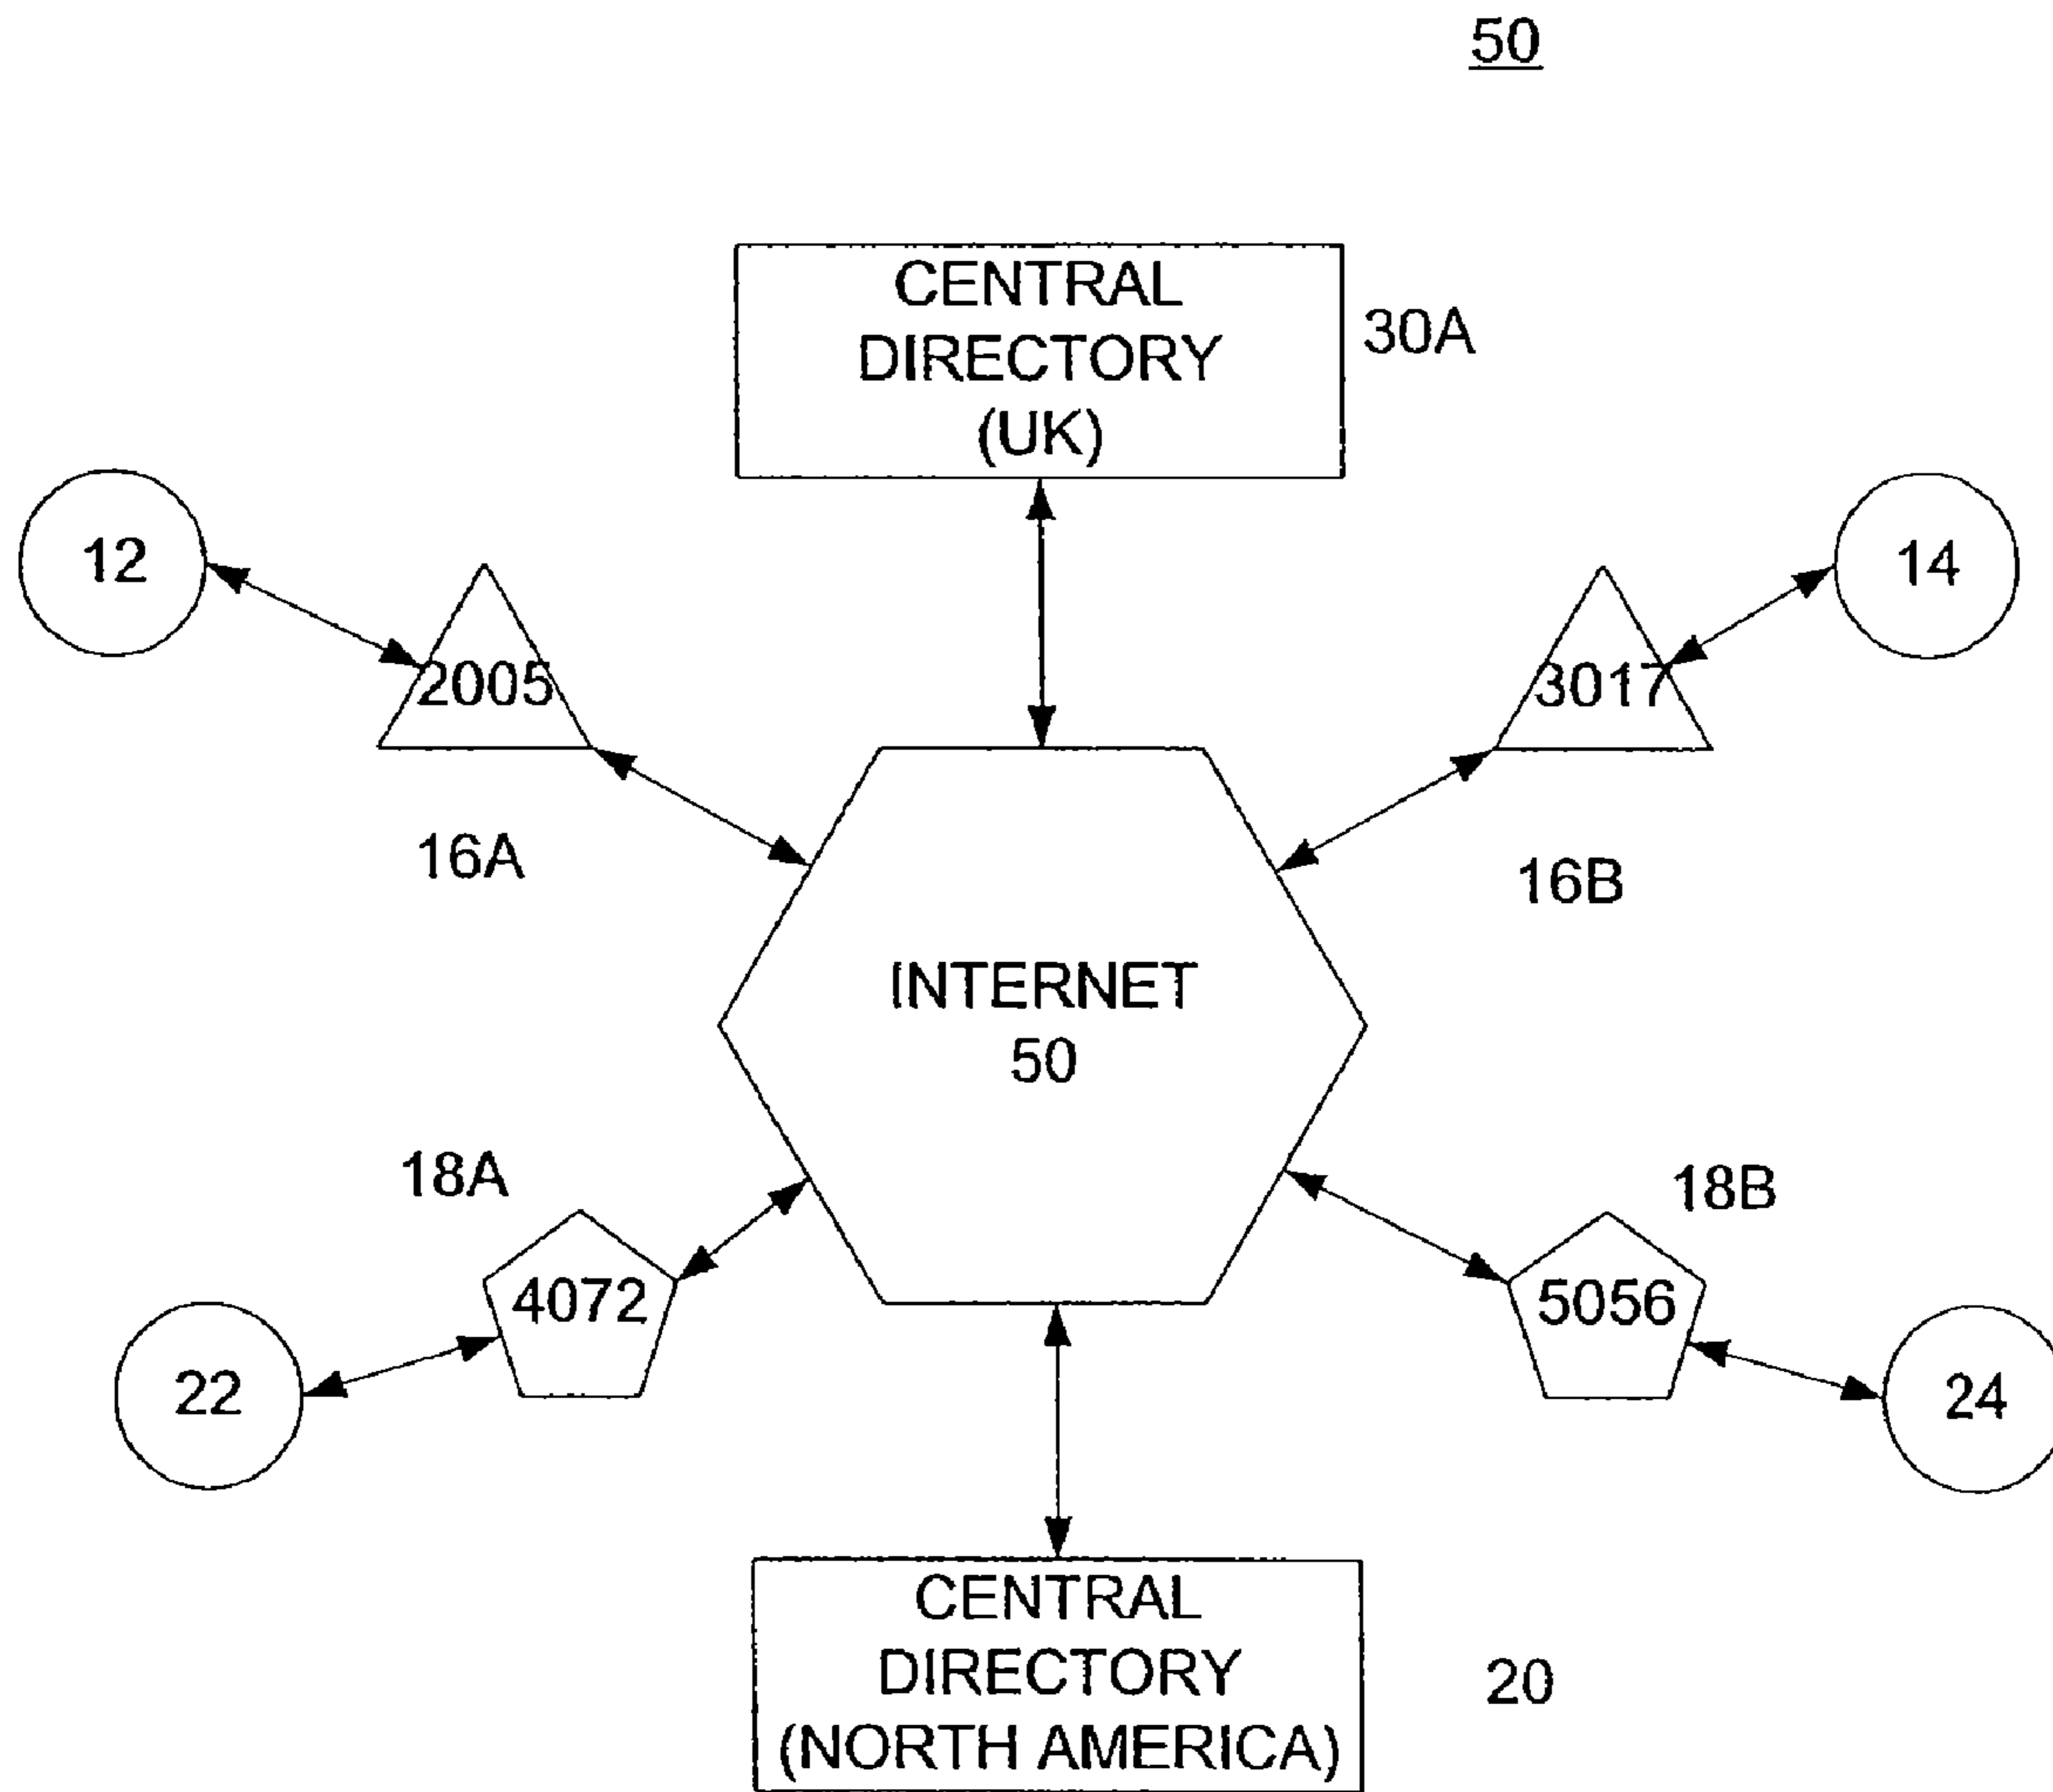 50
CENTRAL
DIRECTORY
(UK)
30A
12
14
2005
3017
16A
16B
INTERNET
50
18A
18B
4072
5056
22
24
CENTRAL
DIRECTORY
(NORTH AMERICA)
20